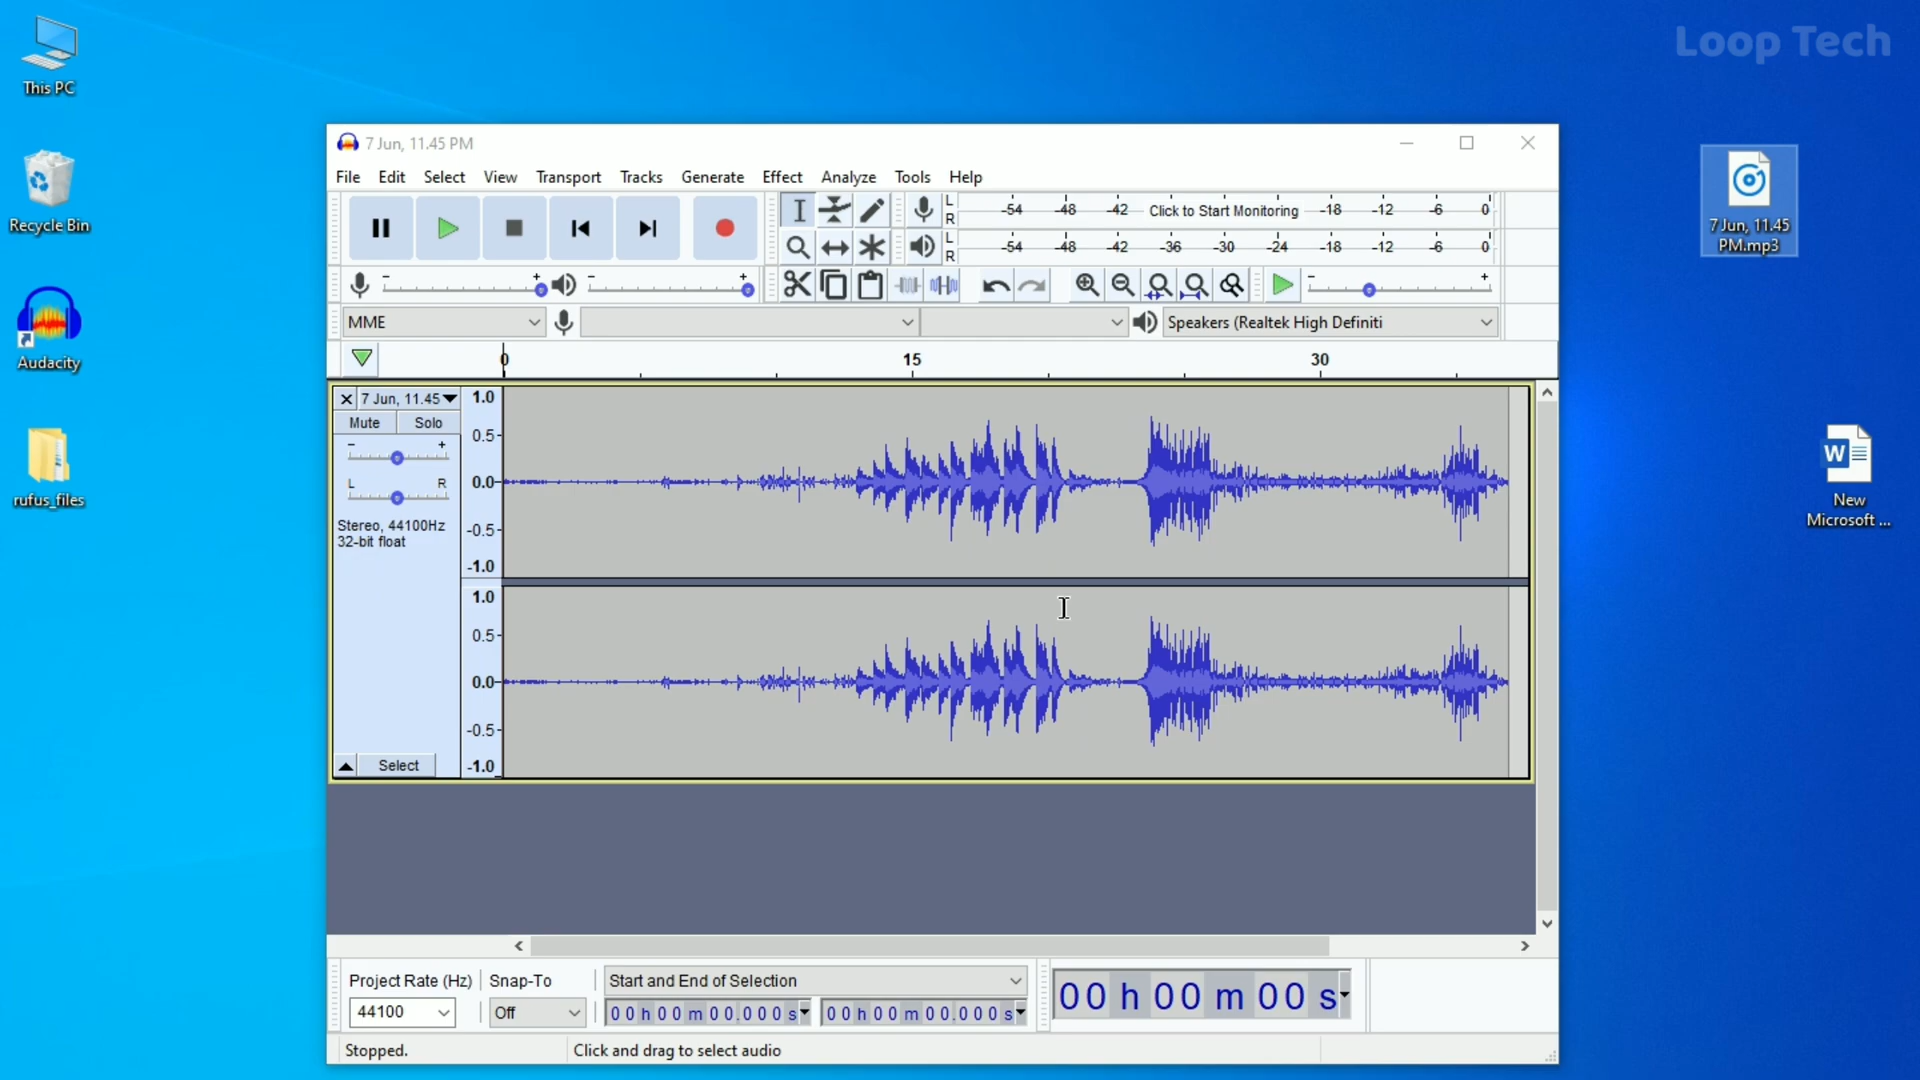 Loop Tech
This PC
Recycle Bin
Audacity
rufus_files
7 Jun, 11.45
PM.mp3
New
Microsoft ...
7 Jun, 11.45 PM
File Edit Select View Transport Tracks Generate Effect Analyze Tools Help
L
R
-54 -48 -42 Click to Start Monitoring -18 -12 -6 0
L
R
-54 -48 -42 -36 -30 -24 -18 -12 -6 0
- + - + - +
MME Speakers (Realtek High Definiti
0 15 30
7 Jun, 11.45
Mute Solo
- +
L R
Stereo, 44100Hz
32-bit float
Select
1.0
0.5
0.0
-0.5
-1.0
1.0
0.5
0.0
-0.5
-1.0
Project Rate (Hz) Snap-To Start and End of Selection
44100 Off 00 h 00 m 00.000 s 00 h 00 m 00.000 s
00 h 00 m 00 s
Stopped. Click and drag to select audio